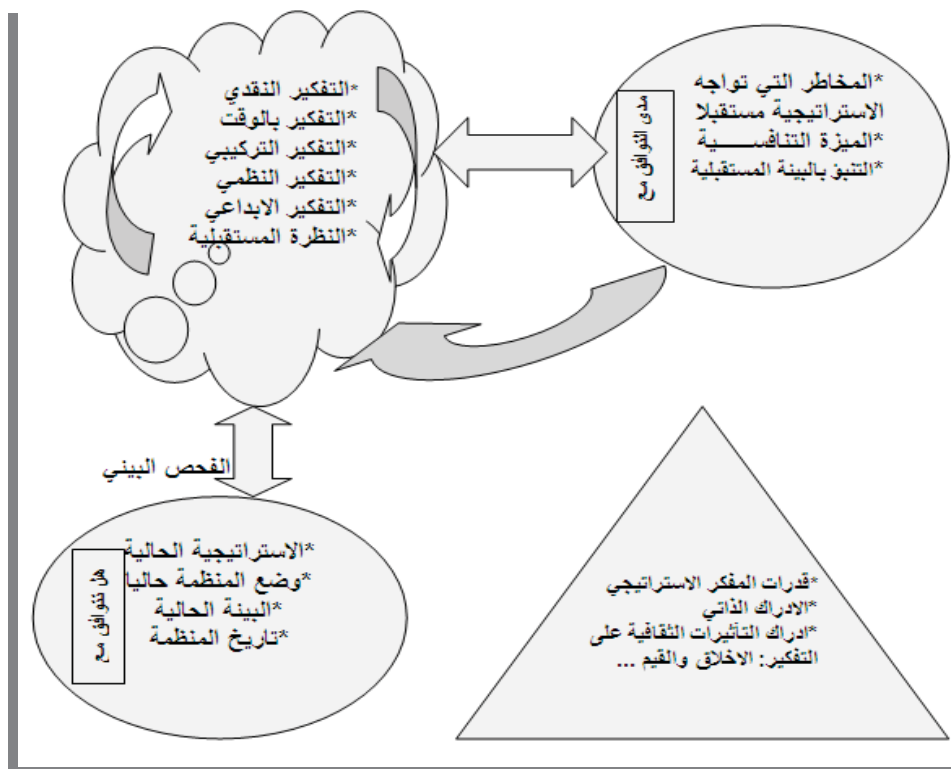 *التفكير النقدي
*التفكير بالوقت
*التفكير التركيبي
*التفكير النظمي
*التفكير الابداعي
*النظرة المستقبلية
*المخاطر التي تواجه
الاستراتيجية مستقبلا
*الميزة التنافســـــية
*التنبؤ بالبيئة المستقبلية
مدى التوافق مع
الفحص البيئي
*الاستراتيجية الحالية
*وضع المنظمة حاليا
*البيئة الحالية
*تاريخ المنظمة
هل تتوافق مع
*قدرات المفكر الاستراتيجي
*الادراك الذاتي
*ادراك التأثيرات الثقافية على
التفكير: الاخلاق والقيم ...